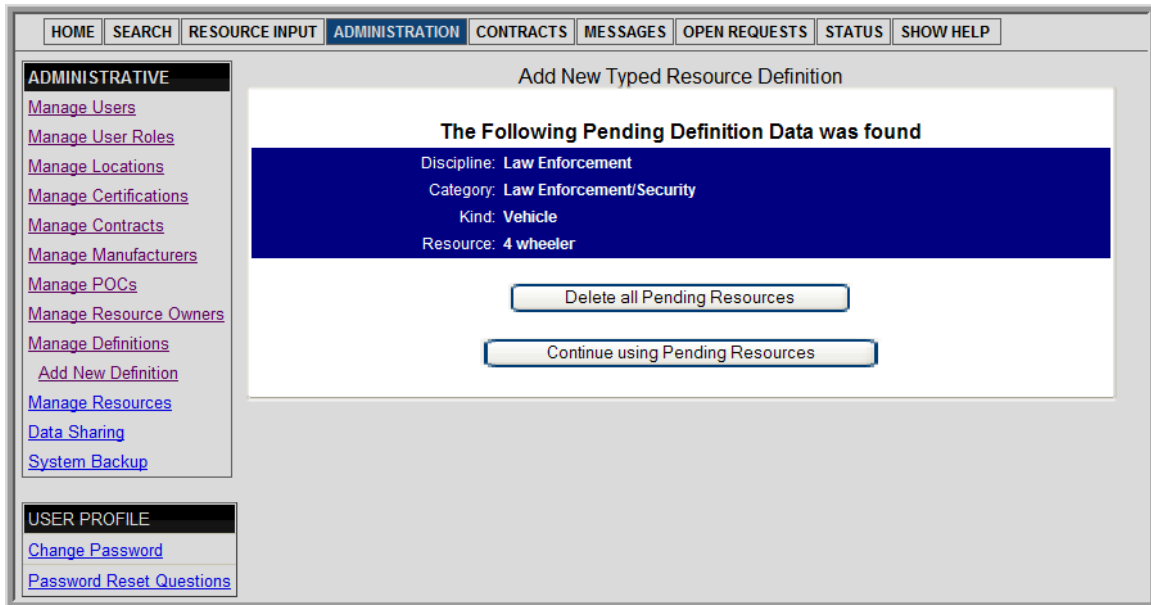 HOME SEARCH RESOURCE INPUT ADMINISTRATION CONTRACTS MESSAGES OPEN REQUESTS STATUS SHOW HELP
ADMINISTRATIVE
Manage Users
Manage User Roles
Manage Locations
Manage Certifications
Manage Contracts
Manage Manufacturers
Manage POCs
Manage Resource Owners
Manage Definitions
Add New Definition
Manage Resources
Data Sharing
System Backup
USER PROFILE
Change Password
Password Reset Questions
Add New Typed Resource Definition
The Following Pending Definition Data was found
Discipline: Law Enforcement
Category: Law Enforcement/Security
Kind: Vehicle
Resource: 4 wheeler
Delete all Pending Resources
Continue using Pending Resources